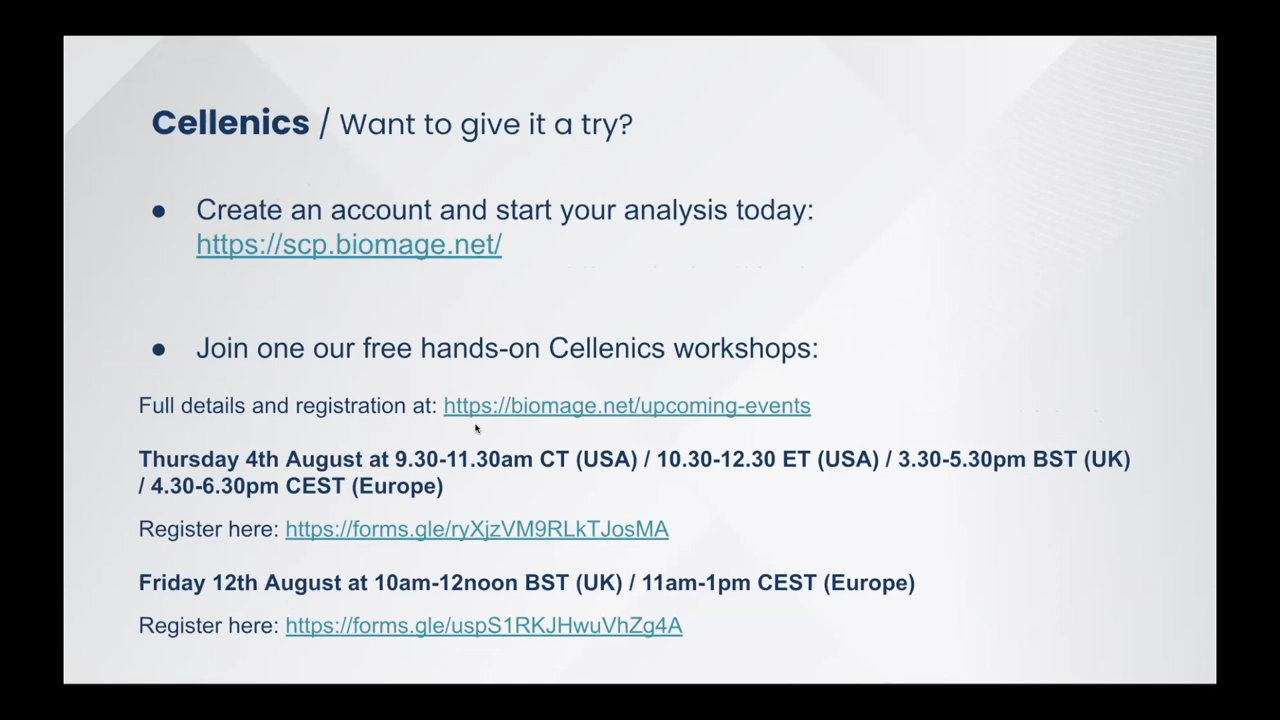 Cellenics / Want to give it a try?
● Create an account and start your analysis today:
https://scp.biomage.net/
● Join one our free hands-on Cellenics workshops:
Full details and registration at: https://biomage.net/upcoming-events
Thursday 4th August at 9.30-11.30am CT (USA) / 10.30-12.30 ET (USA) / 3.30-5.30pm BST (UK)
/ 4.30-6.30pm CEST (Europe)
Register here: https://forms.gle/ryXjzVM9RLkTJosMA
Friday 12th August at 10am-12noon BST (UK) / 11am-1pm CEST (Europe)
Register here: https://forms.gle/uspS1RKJHwuVhZg4A